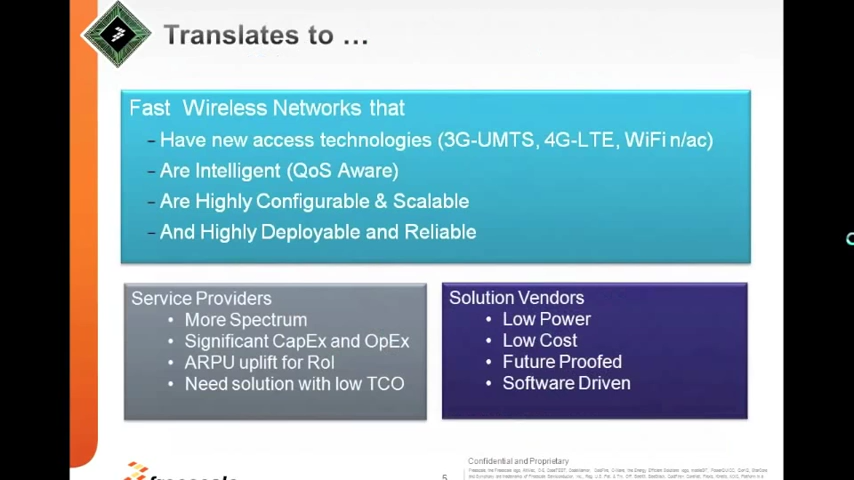 Translates to ...
Fast Wireless Networks that
– Have new access technologies (3G-UMTS, 4G-LTE, WiFi n/ac)
– Are Intelligent (QoS Aware)
– Are Highly Configurable & Scalable
– And Highly Deployable and Reliable
Service Providers
• More Spectrum
• Significant CapEx and OpEx
• ARPU uplift for RoI
• Need solution with low TCO
Solution Vendors
• Low Power
• Low Cost
• Future Proofed
• Software Driven
Confidential and Proprietary
freescale
5